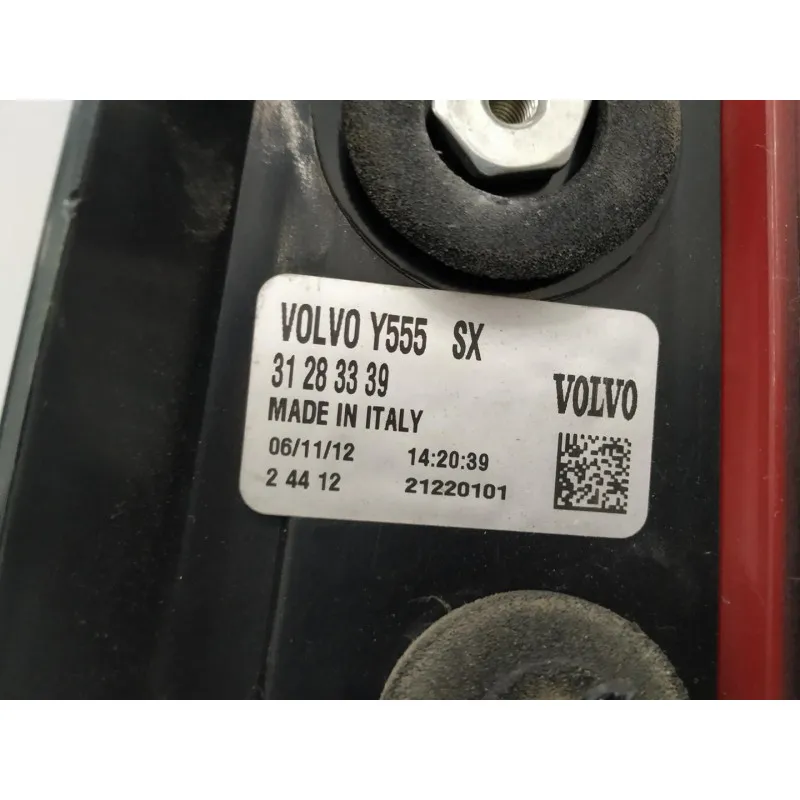 VOLVO Y555 SX
31 28 33 39
MADE IN ITALY
VOLVO
06/11/12 14:20:39
2 44 12 21220101